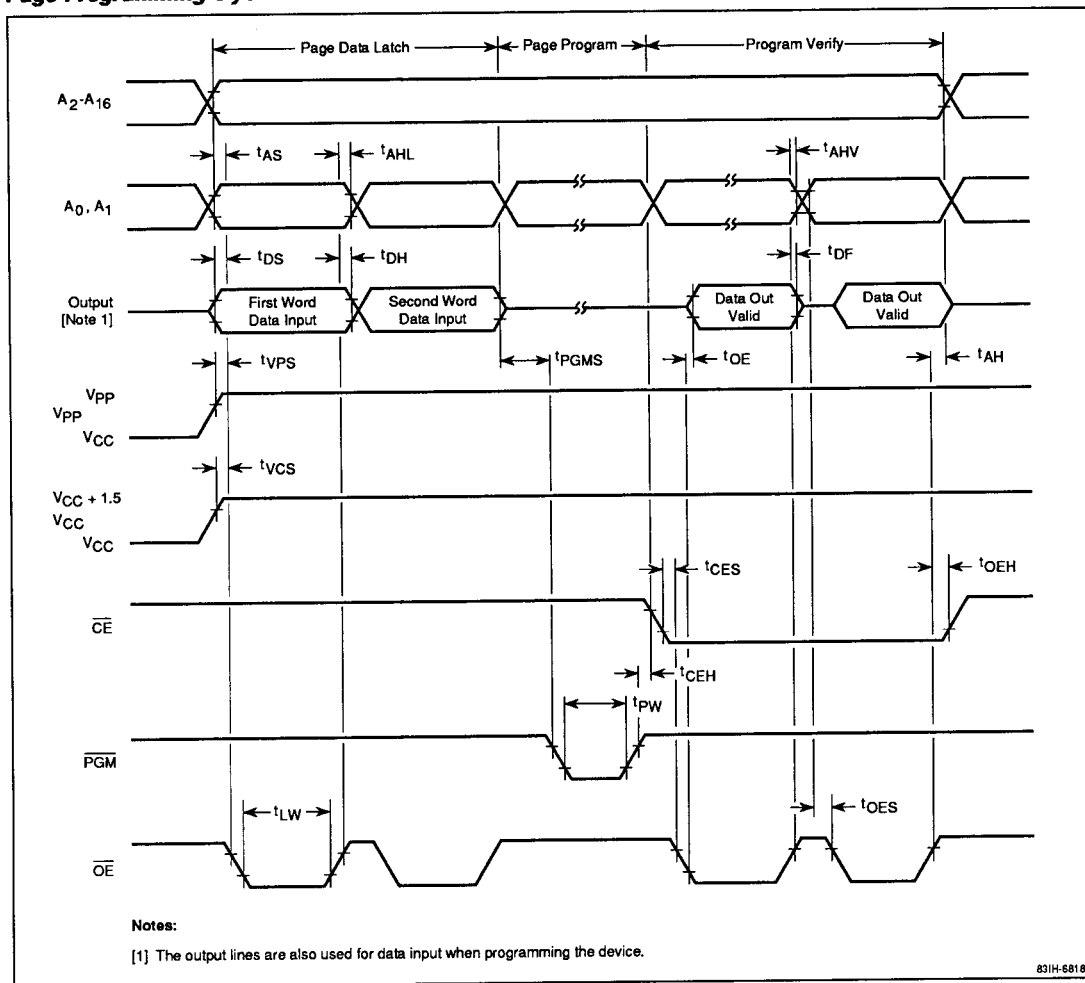 Page Data Latch Page Program Program Verify
A2-A16
tAS tAHL tAHV
A0, A1
tDS tDH tDF
Output
[Note 1]
First Word
Data Input
Second Word
Data Input
Data Out
Valid
Data Out
Valid
tVPS tPGMS tOE tAH
VPP
VPP
VCC
tVCS
VCC + 1.5
VCC
VCC
tCES tOEH
CE
tCEH
tPW
PGM
tLW tOES
OE
Notes:
[1] The output lines are also used for data input when programming the device.
83IH-6818